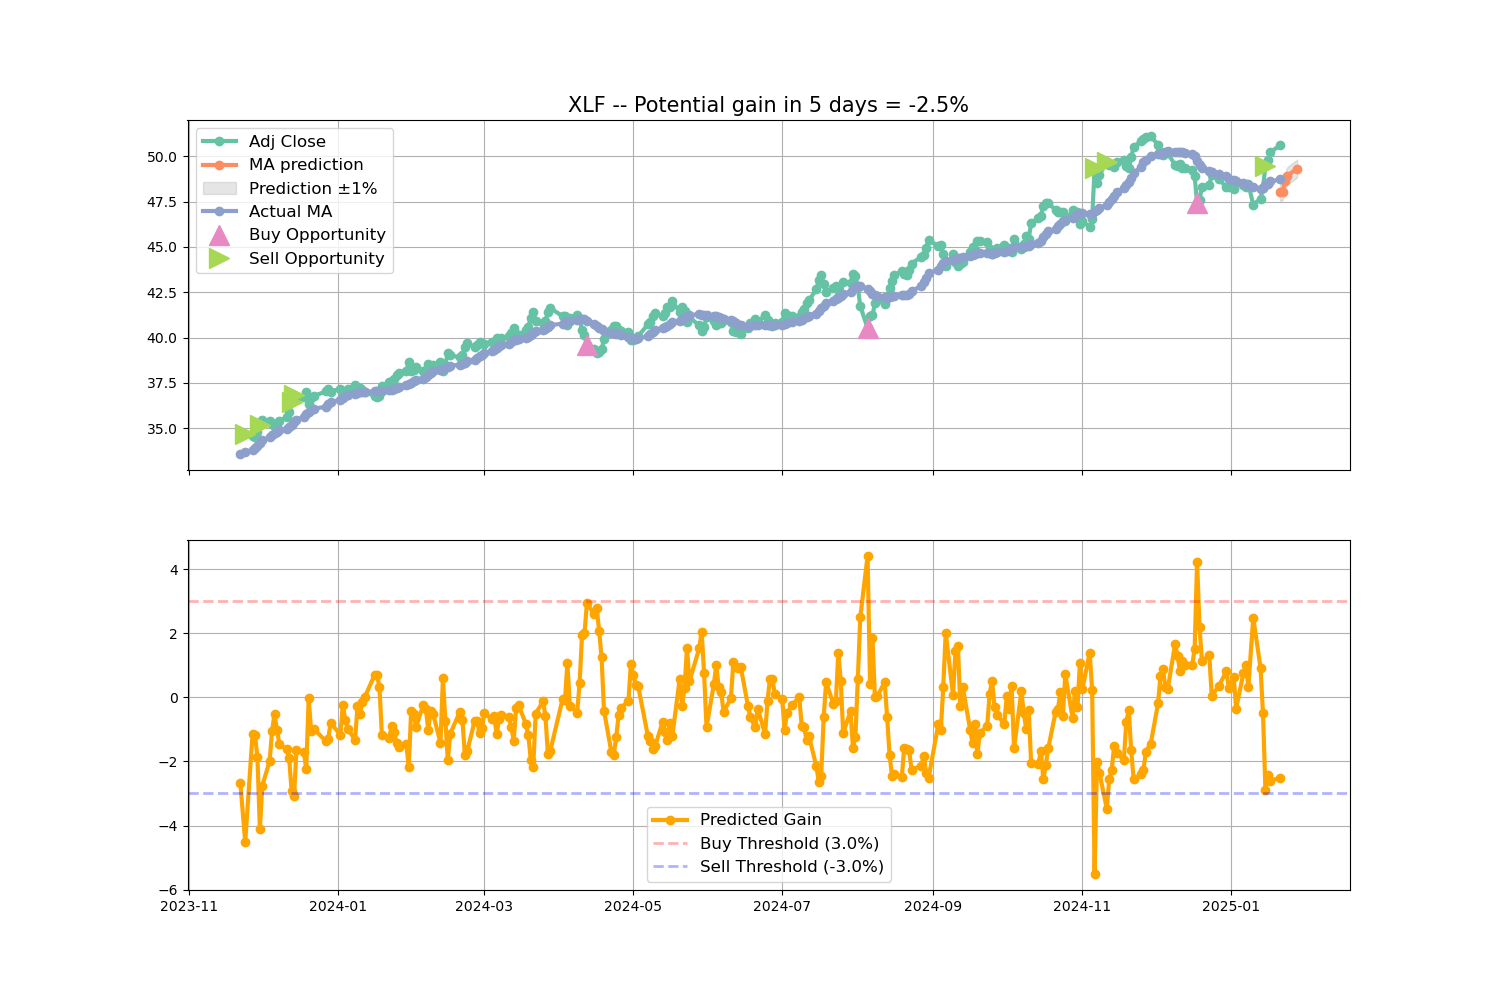 XLF -- Potential gain in 5 days = -2.5%
Adj Close
MA prediction
Prediction ±1%
Actual MA
Buy Opportunity
Sell Opportunity
50.0
47.5
45.0
42.5
40.0
37.5
35.0
4
2
0
−2
−4
−6
Predicted Gain
Buy Threshold (3.0%)
Sell Threshold (-3.0%)
2023-11 2024-01 2024-03 2024-05 2024-07 2024-09 2024-11 2025-01